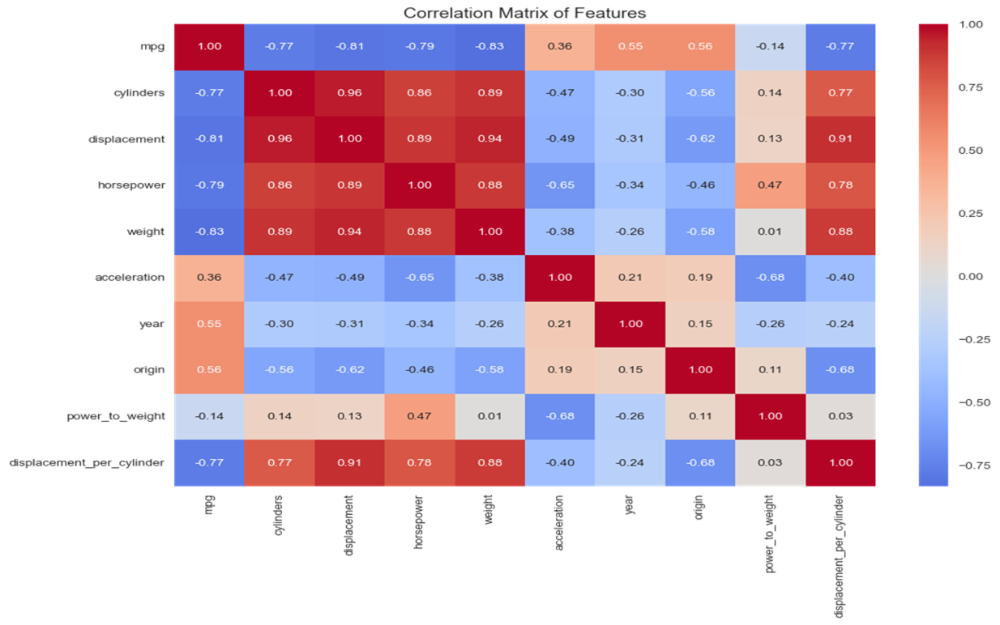 Correlation Matrix of Features
mpg 1.00 -0.77 -0.81 -0.79 -0.83 0.36 0.55 0.56 -0.14 -0.77
cylinders -0.77 1.00 0.96 0.86 0.89 -0.47 -0.30 -0.56 0.14 0.77
displacement -0.81 0.96 1.00 0.89 0.94 -0.49 -0.31 -0.62 0.13 0.91
horsepower -0.79 0.86 0.89 1.00 0.88 -0.65 -0.34 -0.46 0.47 0.78
weight -0.83 0.89 0.94 0.88 1.00 -0.38 -0.26 -0.58 0.01 0.88
acceleration 0.36 -0.47 -0.49 -0.65 -0.38 1.00 0.21 0.19 -0.68 -0.40
year 0.55 -0.30 -0.31 -0.34 -0.26 0.21 1.00 0.15 -0.26 -0.24
origin 0.56 -0.56 -0.62 -0.46 -0.58 0.19 0.15 1.00 0.11 -0.68
power_to_weight -0.14 0.14 0.13 0.47 0.01 -0.68 -0.26 0.11 1.00 0.03
displacement_per_cylinder -0.77 0.77 0.91 0.78 0.88 -0.40 -0.24 -0.68 0.03 1.00
mpg
cylinders
displacement
horsepower
weight
acceleration
year
origin
power_to_weight
displacement_per_cylinder
1.00
0.75
0.50
0.25
0.00
−0.25
−0.50
−0.75